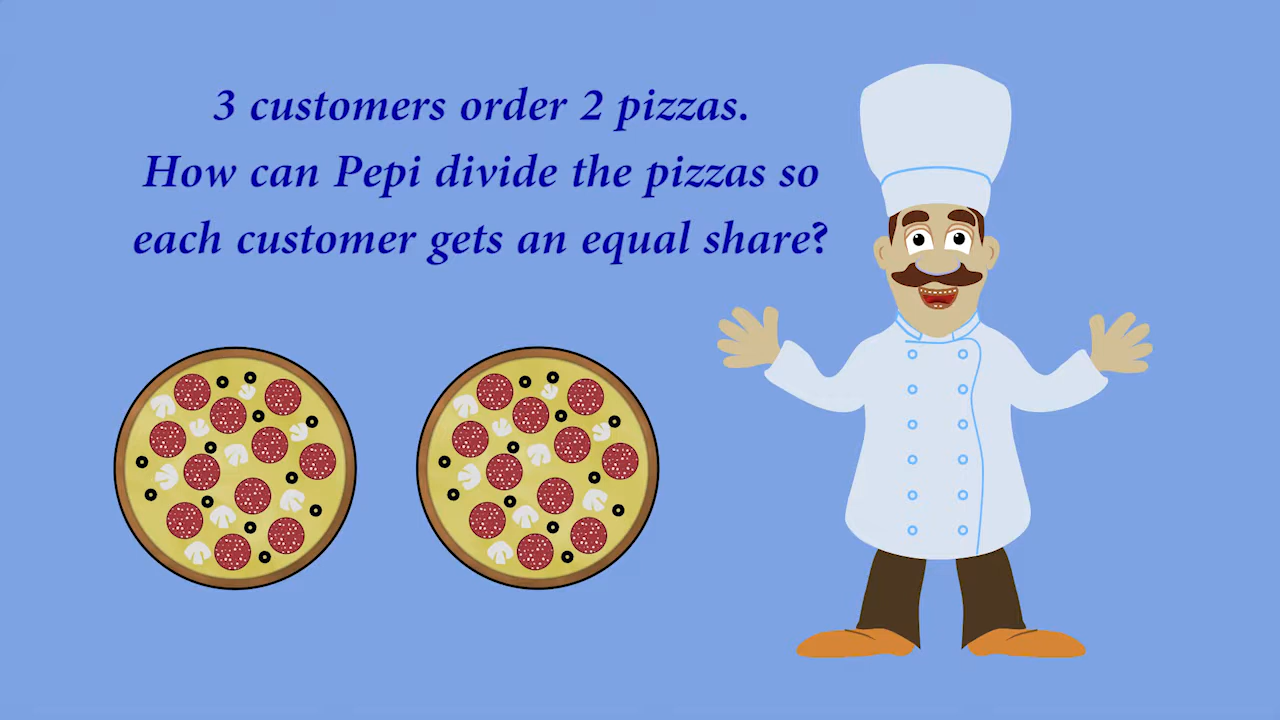 3 customers order 2 pizzas.
How can Pepi divide the pizzas so
each customer gets an equal share?